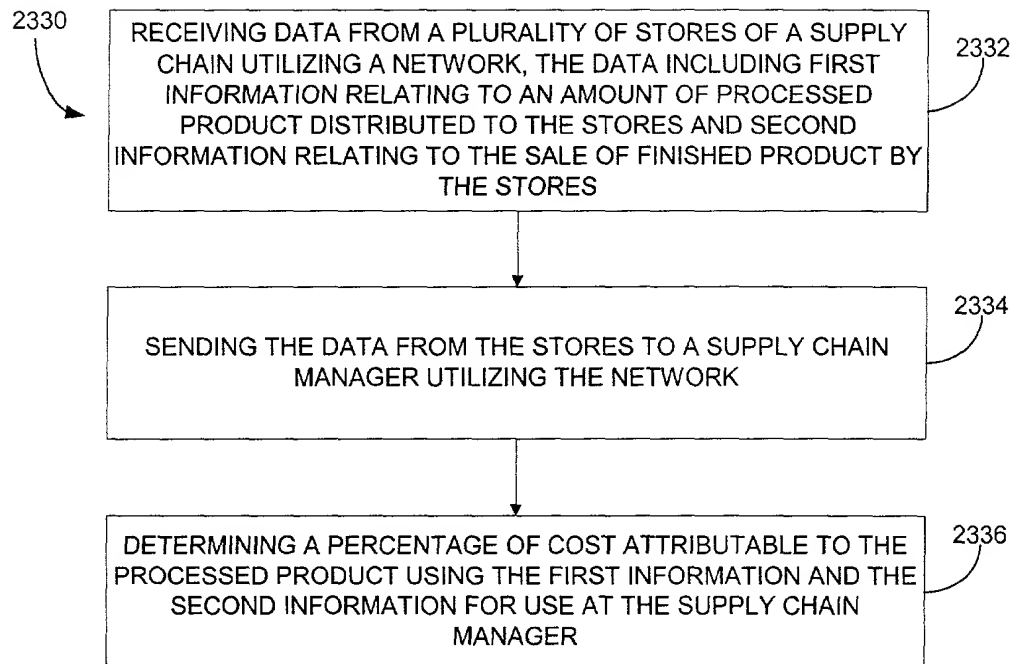 2330
RECEIVING DATA FROM A PLURALITY OF STORES OF A SUPPLY
CHAIN UTILIZING A NETWORK, THE DATA INCLUDING FIRST
INFORMATION RELATING TO AN AMOUNT OF PROCESSED
PRODUCT DISTRIBUTED TO THE STORES AND SECOND
INFORMATION RELATING TO THE SALE OF FINISHED PRODUCT BY
THE STORES
2332
SENDING THE DATA FROM THE STORES TO A SUPPLY CHAIN
MANAGER UTILIZING THE NETWORK
2334
DETERMINING A PERCENTAGE OF COST ATTRIBUTABLE TO THE
PROCESSED PRODUCT USING THE FIRST INFORMATION AND THE
SECOND INFORMATION FOR USE AT THE SUPPLY CHAIN
MANAGER
2336